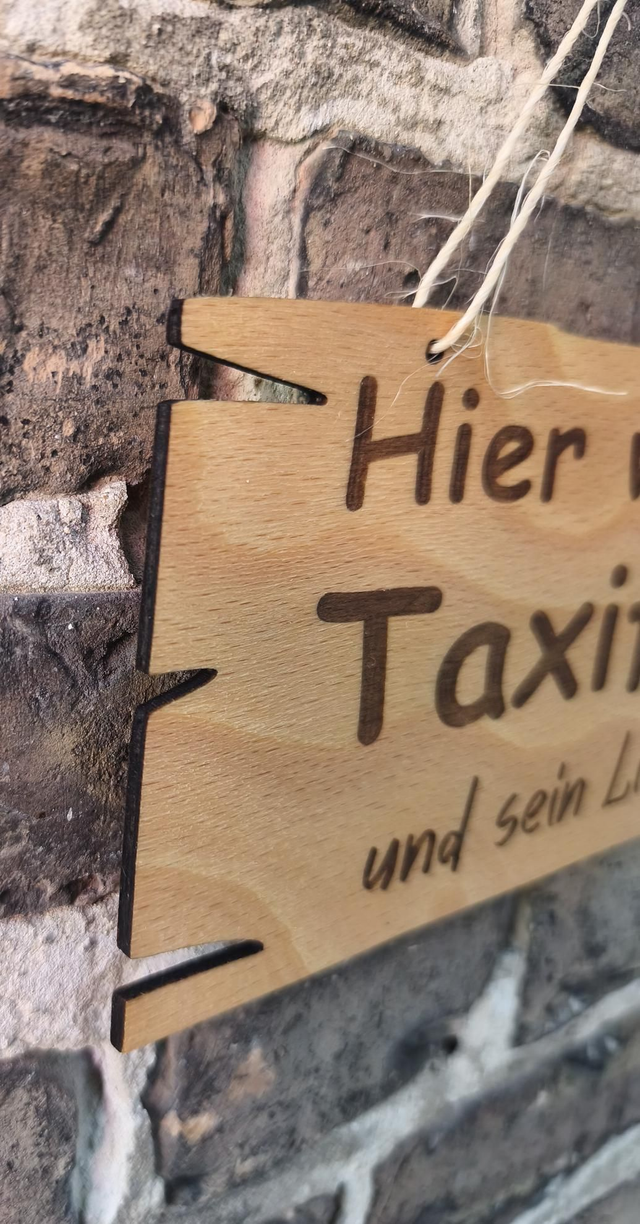 Hier
Taxi
und sein